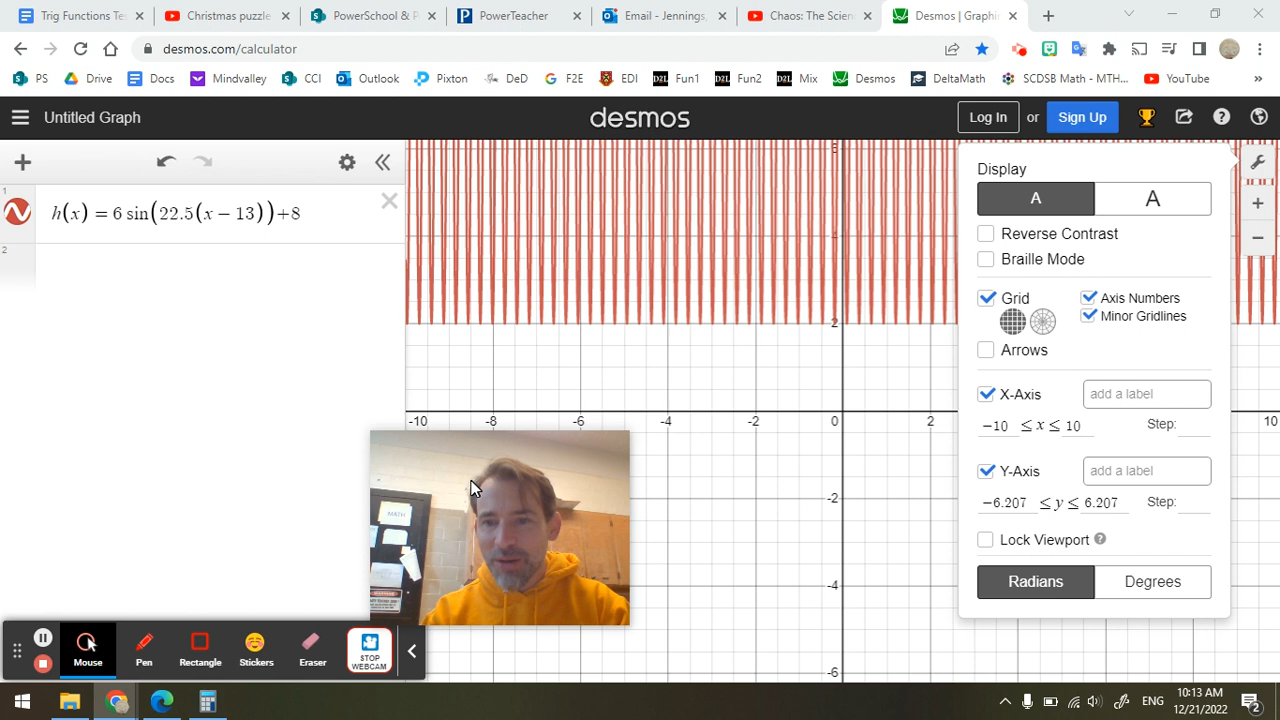 Trig Functions Tes
Christmas puzzle
PowerSchool & P
PowerTeacher
Email - Jennings,
Chaos: The Scien
Desmos | Graphi
desmos.com/calculator
PS
Drive
Docs
Mindvalley
CCI
Outlook
Pixton
DeD
F2E
EDI
Fun1
Fun2
Mix
Desmos
DeltaMath
SCDSB Math - MTH...
YouTube
»
Untitled Graph
desmos
Log In
or
Sign Up
1
h(x) = 6 sin(22.5(x − 13))+8
2
4
2
-10
-8
-6
-4
-2
0
2
10
-2
-4
-6
Display
A
A
Reverse Contrast
Braille Mode
Grid
Axis Numbers
Minor Gridlines
Arrows
X-Axis
add a label
−10 ≤ x ≤ 10
Step:
Y-Axis
add a label
−6.207 ≤ y ≤ 6.207
Step:
Lock Viewport
Radians
Degrees
MATH
Mouse
Pen
Rectangle
Stickers
Eraser
STOP
WEBCAM
ENG
10:13 AM
12/21/2022
2